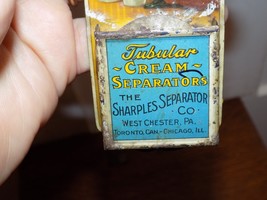 Tubular
~CREAM~
SEPARATORS
THE
SHARPLES SEPARATOR
·CO·
WEST CHESTER, PA.
TORONTO, CAN.-CHICAGO, ILL.